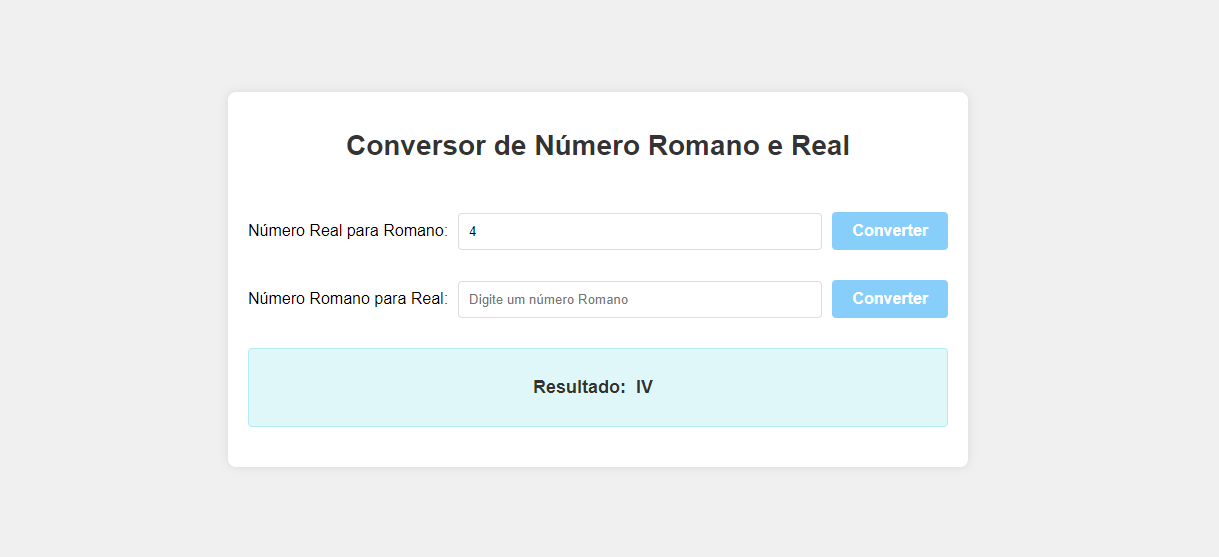 Conversor de Número Romano e Real
Número Real para Romano: 4 Converter
Número Romano para Real: Digite um número Romano Converter
Resultado: IV